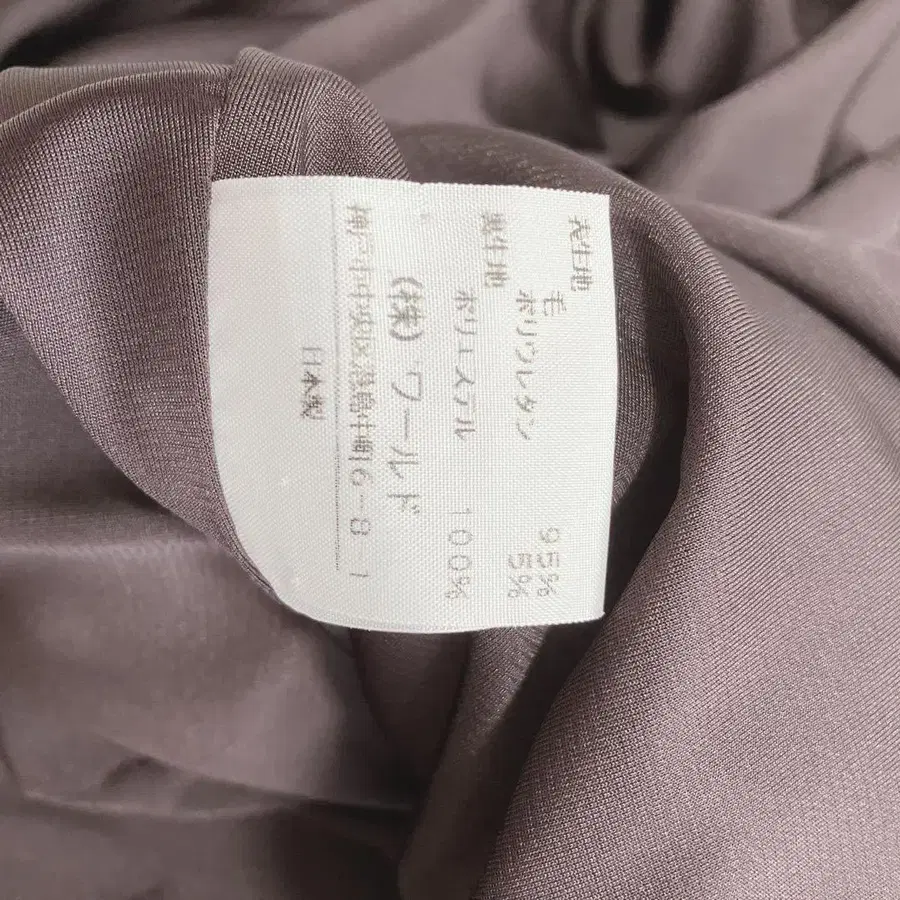 表生地
毛 95%
ポリウレタン 5%
裏生地
ポリエステル 100%
(株)ワールド
神戸市中央区港島中町6-8-1
日本製